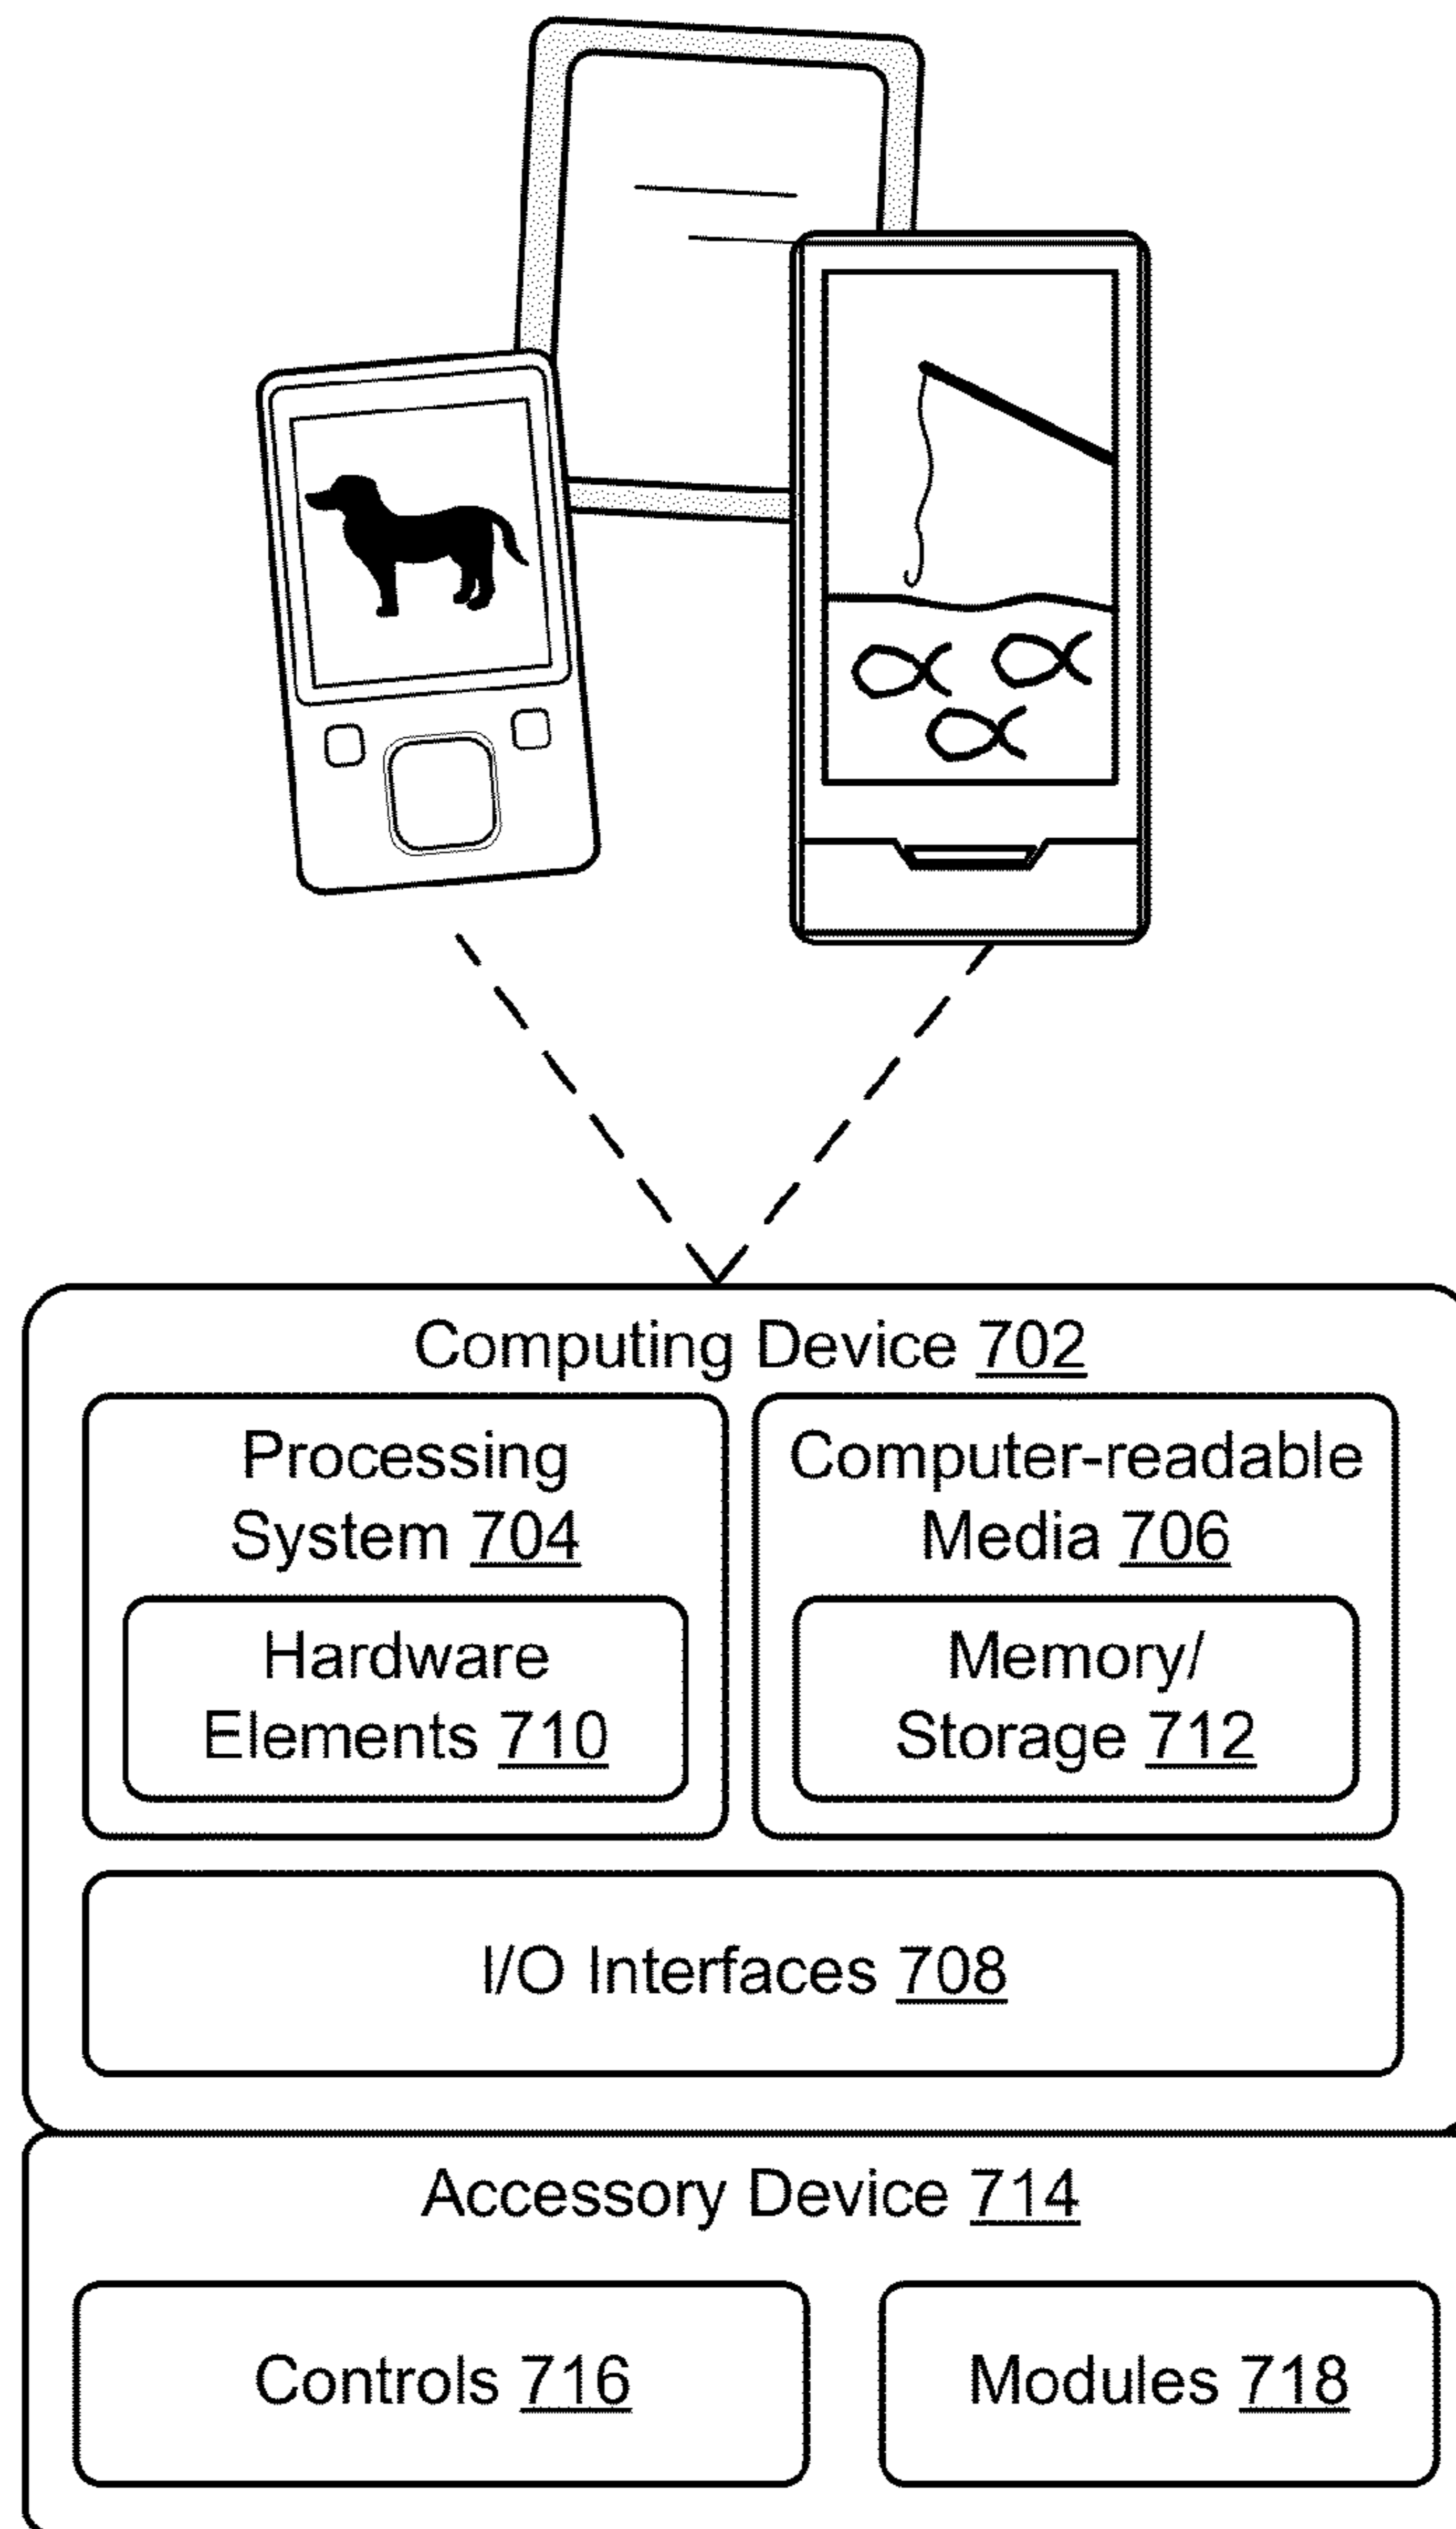 Computing Device 702
Processing
System 704
Hardware
Elements 710
Computer-readable
Media 706
Memory/
Storage 712
I/O Interfaces 708
Accessory Device 714
Controls 716
Modules 718